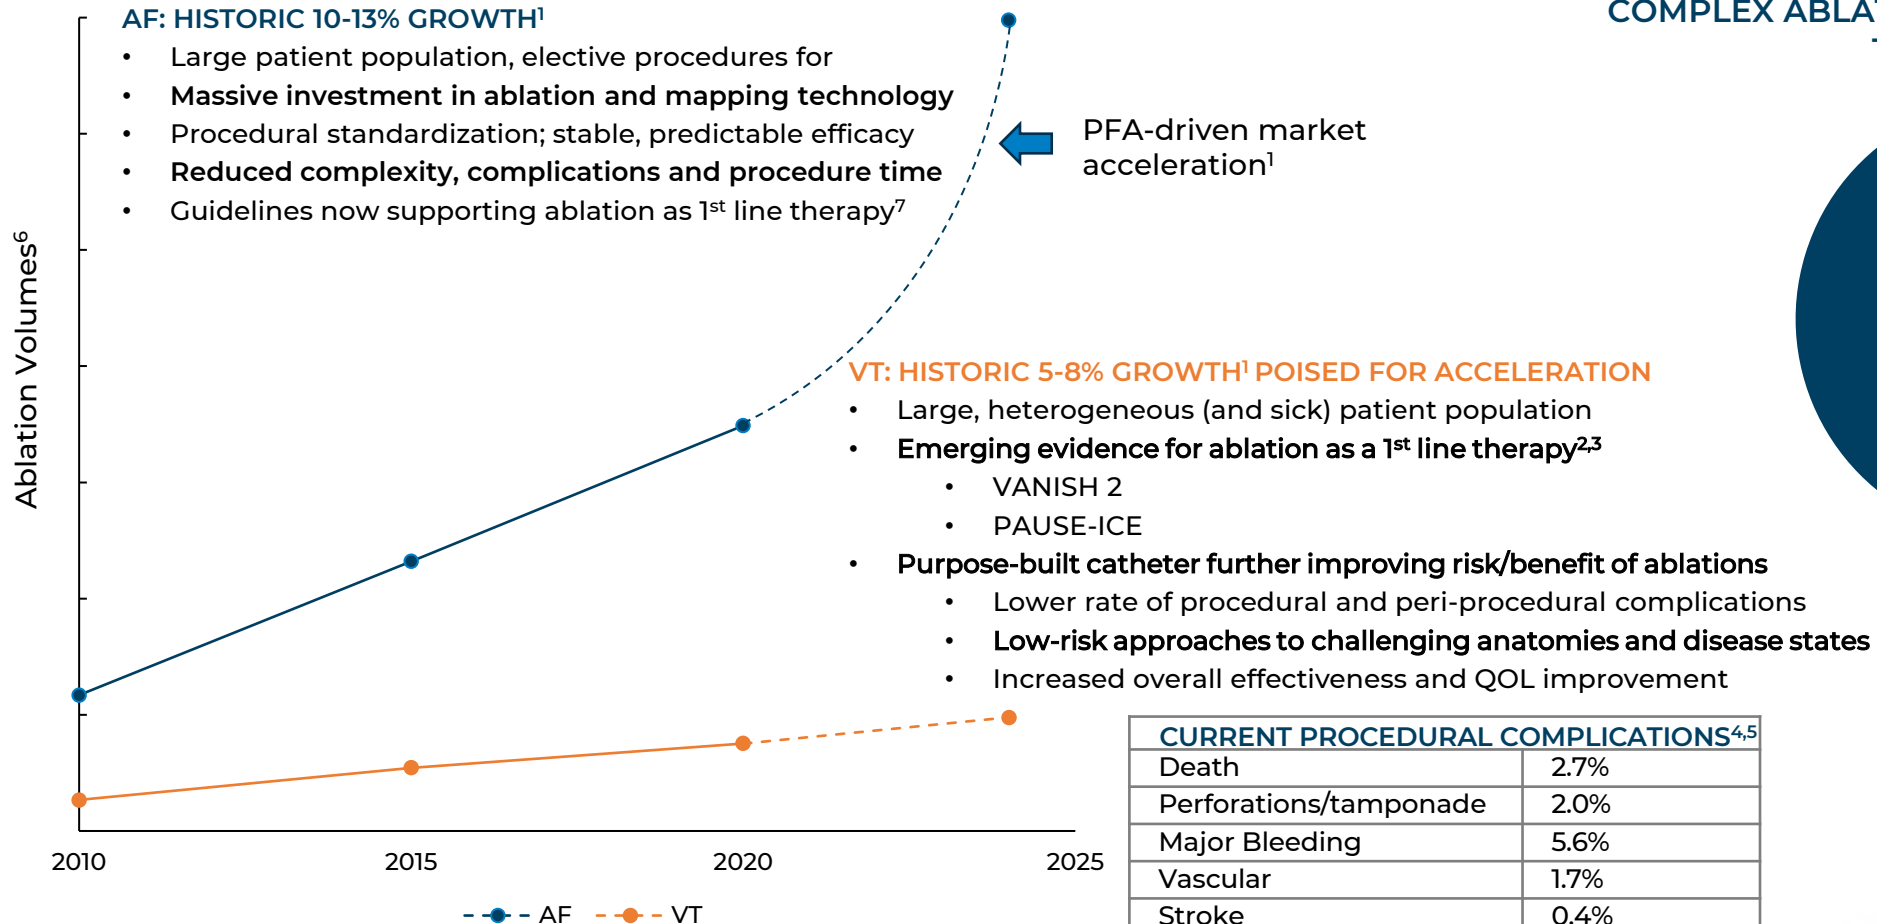 AF: HISTORIC 10-13% GROWTH¹
• Large patient population, elective procedures for
• Massive investment in ablation and mapping technology
• Procedural standardization; stable, predictable efficacy
• Reduced complexity, complications and procedure time
• Guidelines now supporting ablation as 1ˢᵗ line therapy⁷
COMPLEX ABLA
PFA-driven market
acceleration¹
Ablation Volumes⁶
VT: HISTORIC 5-8% GROWTH¹ POISED FOR ACCELERATION
• Large, heterogeneous (and sick) patient population
• Emerging evidence for ablation as a 1ˢᵗ line therapy²,³
• VANISH 2
• PAUSE-ICE
• Purpose-built catheter further improving risk/benefit of ablations
• Lower rate of procedural and peri-procedural complications
• Low-risk approaches to challenging anatomies and disease states
• Increased overall effectiveness and QOL improvement
CURRENT PROCEDURAL COMPLICATIONS⁴,⁵
Death 2.7%
Perforations/tamponade 2.0%
Major Bleeding 5.6%
Vascular 1.7%
Stroke 0.4%
2010 2015 2020 2025
AF VT